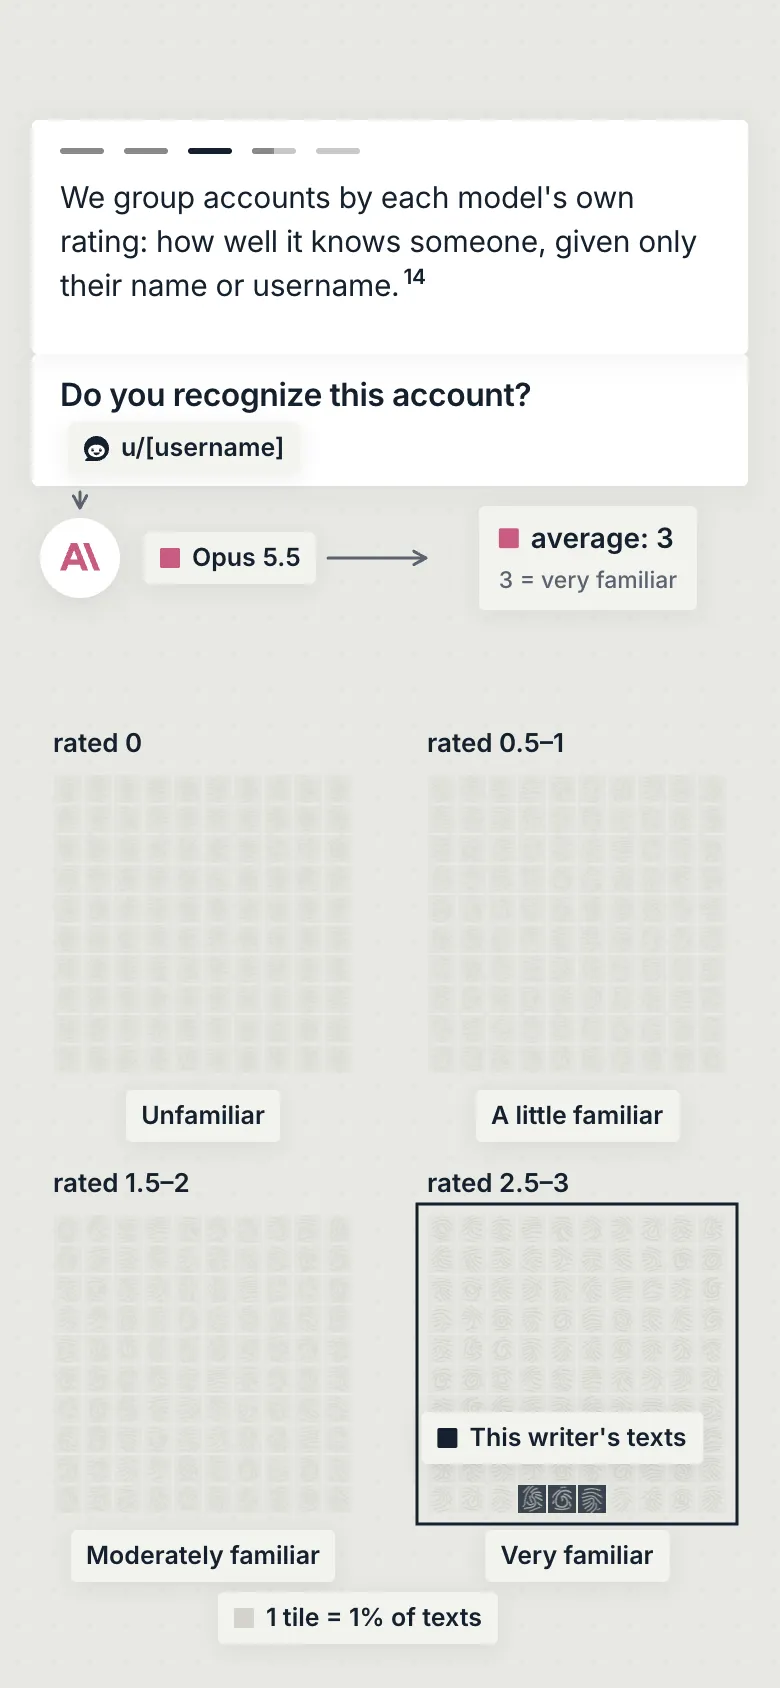 We group accounts by each model's own
rating: how well it knows someone, given only
their name or username.14
Do you recognize this account?
u/[username]
Opus 5.5
average: 3
3 = very familiar
rated 0
rated 0.5–1
Unfamiliar
A little familiar
rated 1.5–2
rated 2.5–3
This writer's texts
Moderately familiar
Very familiar
1 tile = 1% of texts